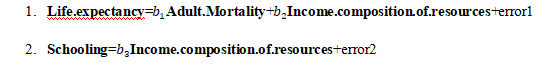 1. Life.expectancy=b₁Adult.Mortality+b₂Income.composition.of.resources+error1
2. Schooling=b₃Income.composition.of.resources+error2